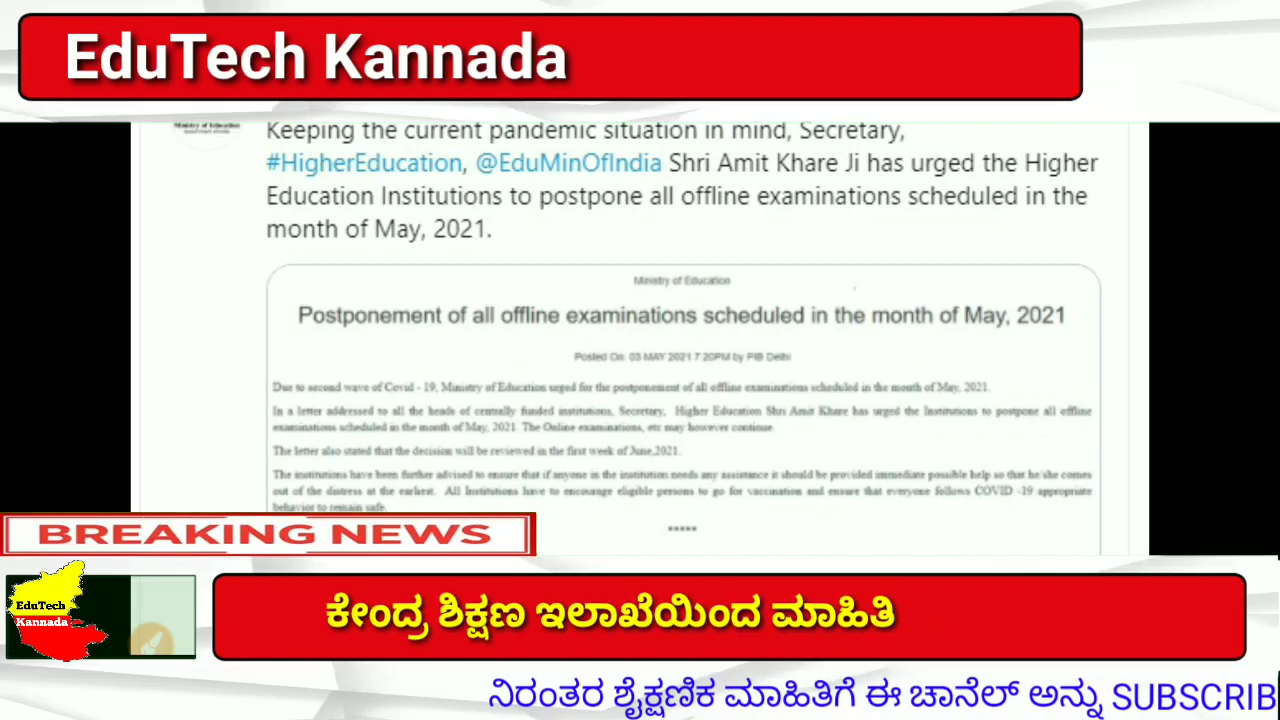 EduTech Kannada
Ministry of Education
Keeping the current pandemic situation in mind, Secretary,
#HigherEducation, @EduMinOfIndia Shri Amit Khare Ji has urged the Higher
Education Institutions to postpone all offline examinations scheduled in the
month of May, 2021.
Ministry of Education
Postponement of all offline examinations scheduled in the month of May, 2021
Posted On: 03 MAY 2021 7:20PM by PIB Delhi
Due to second wave of Covid - 19, Ministry of Education urged for the postponement of all offline examinations scheduled in the month of May, 2021.
In a letter addressed to all the heads of centrally funded institutions, Secretary, Higher Education Shri Amit Khare has urged the Institutions to postpone all offline
examinations scheduled in the month of May, 2021. The Online examinations, etc may however continue.
The letter also stated that the decision will be reviewed in the first week of June,2021.
The institutions have been further advised to ensure that if anyone in the institution needs any assistance it should be provided immediate possible help so that he/she comes
out of the distress at the earliest. All Institutions have to encourage eligible persons to go for vaccination and ensure that everyone follows COVID -19 appropriate
behavior to remain safe.
*****
BREAKING NEWS
EduTech
Kannada
ಕೇಂದ್ರ ಶಿಕ್ಷಣ ಇಲಾಖೆಯಿಂದ ಮಾಹಿತಿ
ನಿರಂತರ ಶೈಕ್ಷಣಿಕ ಮಾಹಿತಿಗೆ ಈ ಚಾನೆಲ್ ಅನ್ನು SUBSCRIB